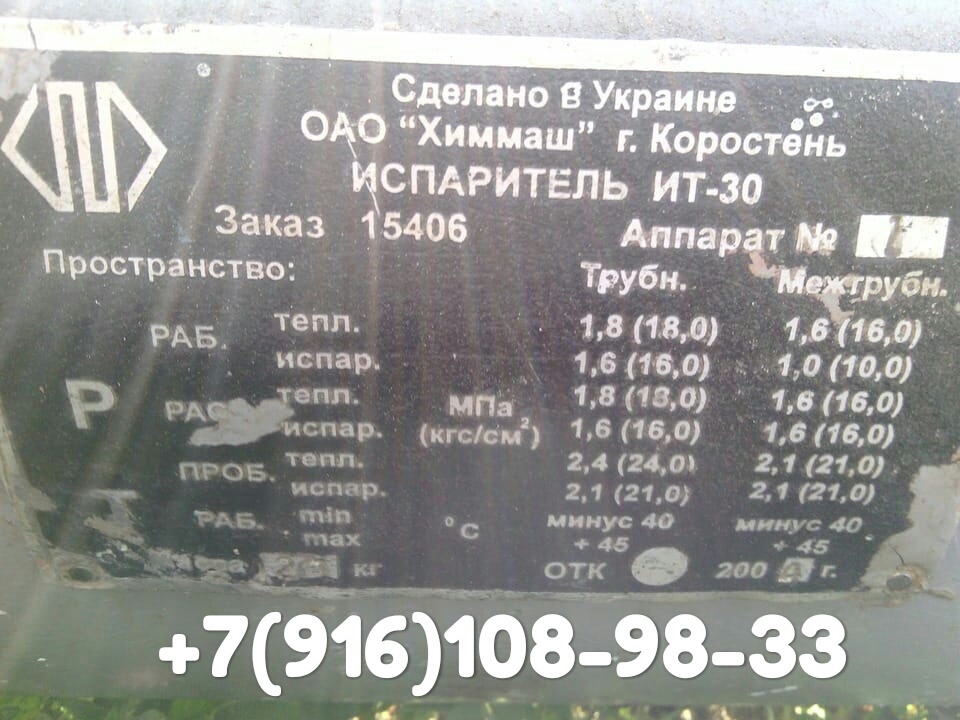 Сделано в Украине
ОАО “Химмаш” г. Коростень
ИСПАРИТЕЛЬ ИТ-30
Заказ 15406 Аппарат №
Пространство: Трубн. Межтрубн.
РАБ. тепл. 1,8 (18,0) 1,6 (16,0)
испар. 1,6 (16,0) 1,0 (10,0)
Р тепл. МПа 1,8 (18,0) 1,6 (16,0)
испар. (кгс/см²) 1,6 (16,0) 1,6 (16,0)
ПРОБ. тепл. 2,4 (24,0) 2,1 (21,0)
испар. 2,1 (21,0) 2,1 (21,0)
РАБ. min °С минус 40 минус 40
max + 45 + 45
кг ОТК 200 г.
+7(916)108-98-33